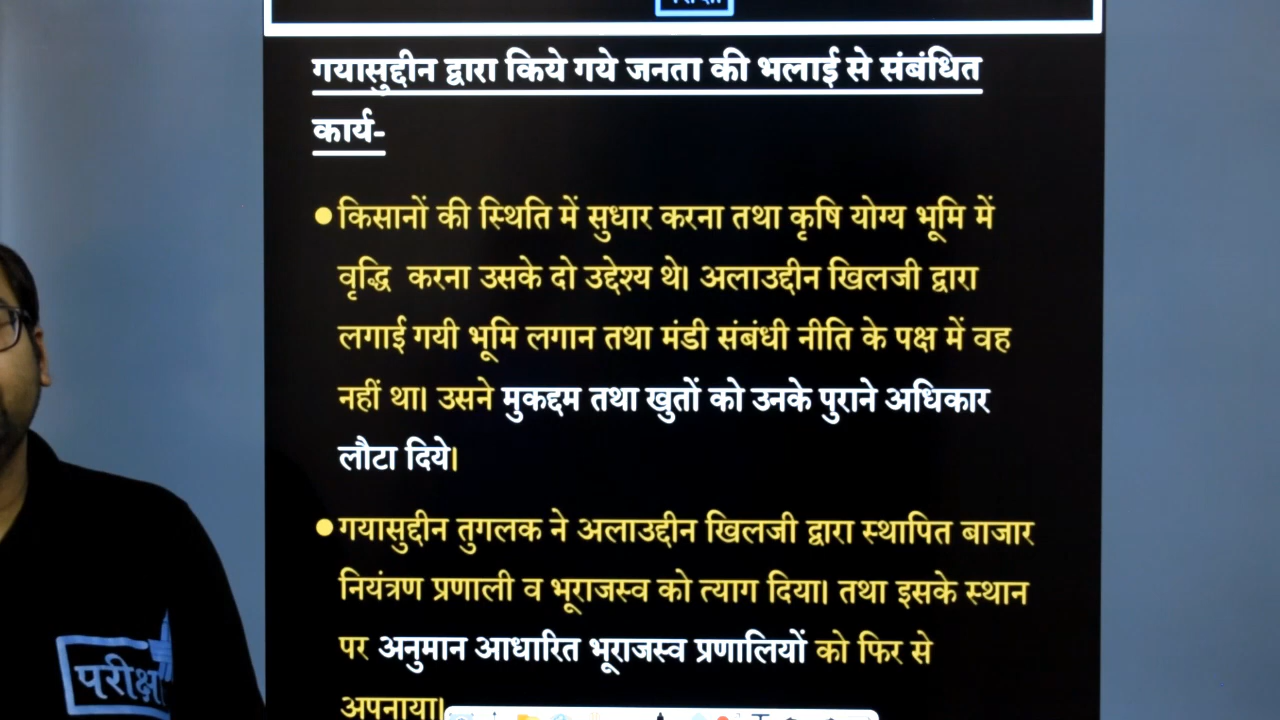 गयासुद्दीन द्वारा किये गये जनता की भलाई से संबंधित
कार्य-
● किसानों की स्थिति में सुधार करना तथा कृषि योग्य भूमि में
वृद्धि करना उसके दो उद्देश्य थे। अलाउद्दीन खिलजी द्वारा
लगाई गयी भूमि लगान तथा मंडी संबंधी नीति के पक्ष में वह
नहीं था। उसने मुकद्दम तथा खुतों को उनके पुराने अधिकार
लौटा दिये।
● गयासुद्दीन तुगलक ने अलाउद्दीन खिलजी द्वारा स्थापित बाजार
नियंत्रण प्रणाली व भूराजस्व को त्याग दिया। तथा इसके स्थान
पर अनुमान आधारित भूराजस्व प्रणालियों को फिर से
अपनाया।
परीक्षा